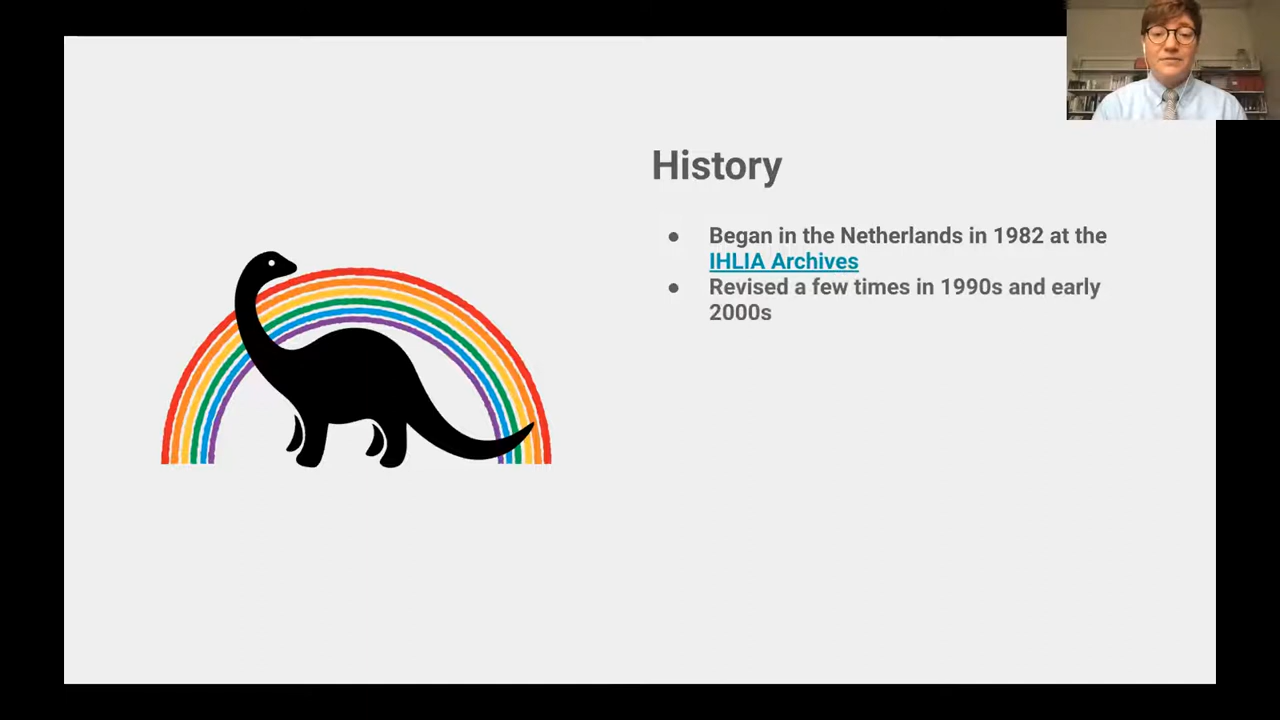 History
● Began in the Netherlands in 1982 at the
IHLIA Archives
● Revised a few times in 1990s and early
2000s